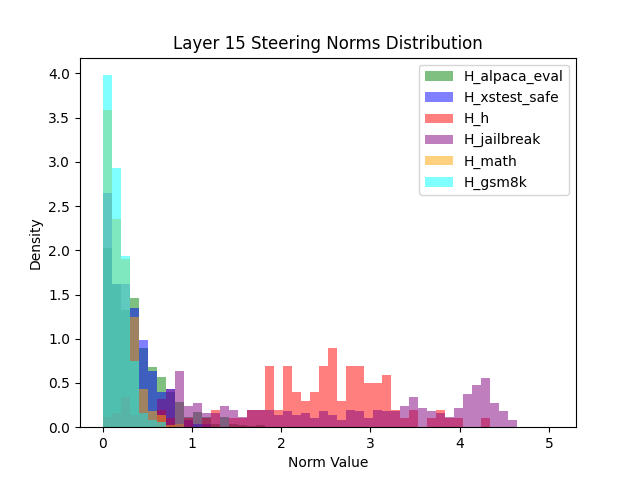 Layer 15 Steering Norms Distribution
H_alpaca_eval
H_xstest_safe
H_h
H_jailbreak
H_math
H_gsm8k
4.0
3.5
3.0
2.5
2.0
1.5
1.0
0.5
0.0
Density
0 1 2 3 4 5
Norm Value